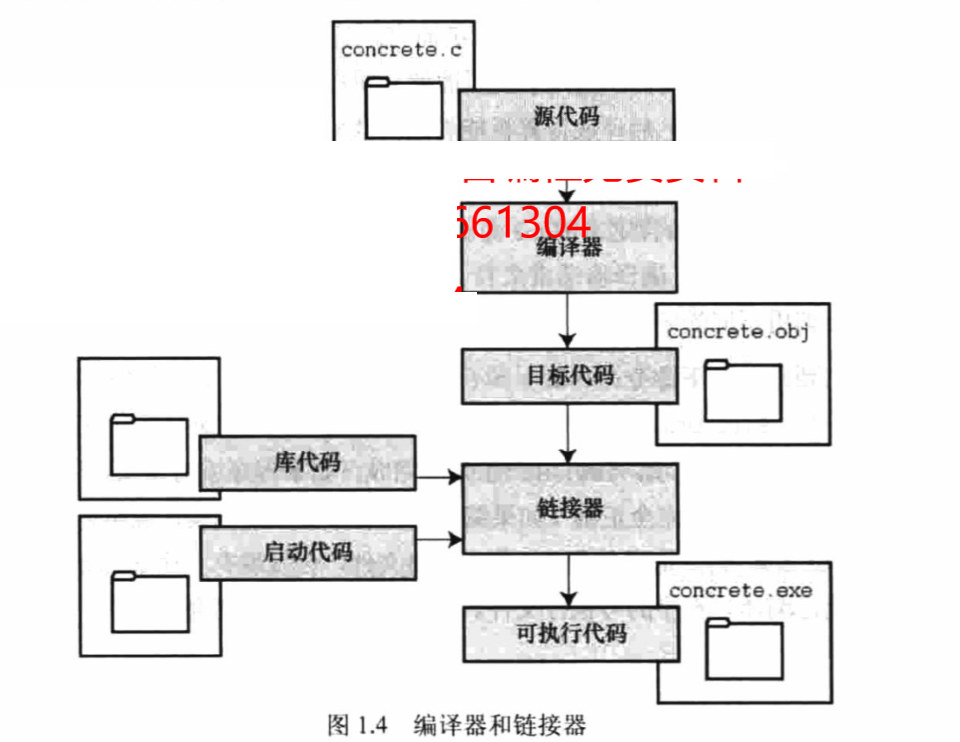 concrete.c
源代码
661304
编译器
concrete.obj
目标代码
库代码
链接器
启动代码
concrete.exe
可执行代码
图 1.4 编译器和链接器